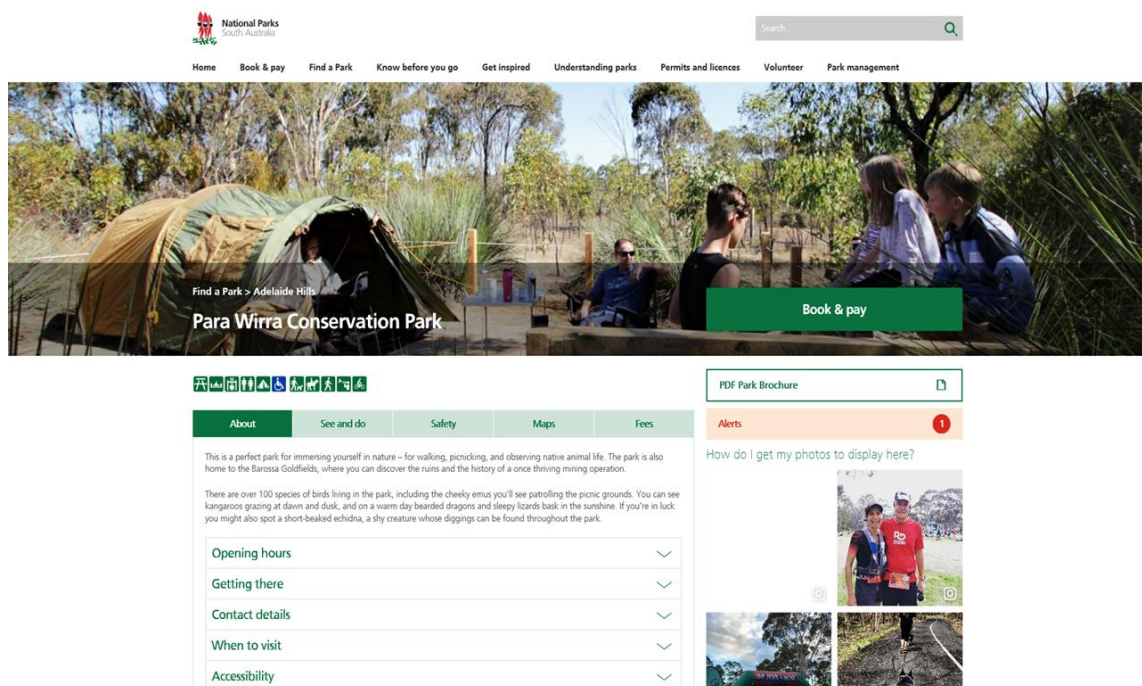 National Parks
South Australia
Search...
Home Book & pay Find a Park Know before you go Get inspired Understanding parks Permits and licences Volunteer Park management
Find a Park > Adelaide Hills
Para Wirra Conservation Park
Book & pay
PDF Park Brochure
Alerts 1
About See and do Safety Maps Fees
This is a perfect park for immersing yourself in nature – for walking, picnicking, and observing native animal life. The park is also
home to the Barossa Goldfields, where you can discover the ruins and the history of a once thriving mining operation.
There are over 100 species of birds living in the park, including the cheeky emus you'll see patrolling the picnic grounds. You can see
kangaroos grazing at dawn and dusk, and on a warm day bearded dragons and sleepy lizards bask in the sunshine. If you're in luck
you might also spot a short-beaked echidna, a shy creature whose diggings can be found throughout the park.
Opening hours
Getting there
Contact details
When to visit
Accessibility
How do I get my photos to display here?